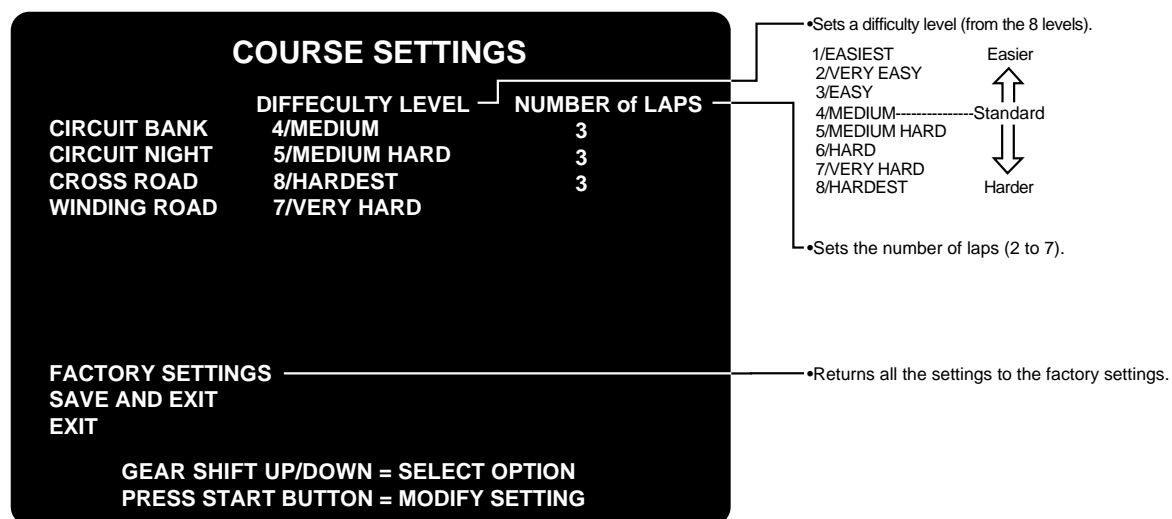 COURSE SETTINGS
DIFFECULTY LEVEL NUMBER of LAPS
CIRCUIT BANK 4/MEDIUM 3
CIRCUIT NIGHT 5/MEDIUM HARD 3
CROSS ROAD 8/HARDEST 3
WINDING ROAD 7/VERY HARD
FACTORY SETTINGS
SAVE AND EXIT
EXIT
GEAR SHIFT UP/DOWN = SELECT OPTION
PRESS START BUTTON = MODIFY SETTING
•Sets a difficulty level (from the 8 levels).
1/EASIEST Easier
2/VERY EASY
3/EASY
4/MEDIUM---------------Standard
5/MEDIUM HARD
6/HARD
7/VERY HARD
8/HARDEST Harder
•Sets the number of laps (2 to 7).
•Returns all the settings to the factory settings.